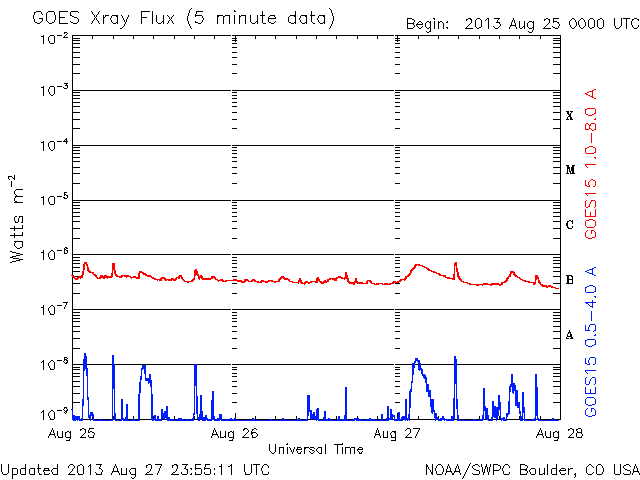 GOES Xray Flux (5 minute data)
Begin: 2013 Aug 25 0000 UTC
10-2
10-3
10-4
10-5
10-6
10-7
10-8
10-9
Watts m-2
X
M
C
B
A
GOES15 1.0-8.0 A
GOES15 0.5-4.0 A
Aug 25 Aug 26 Aug 27 Aug 28
Universal Time
Updated 2013 Aug 27 23:55:11 UTC
NOAA/SWPC Boulder, CO USA